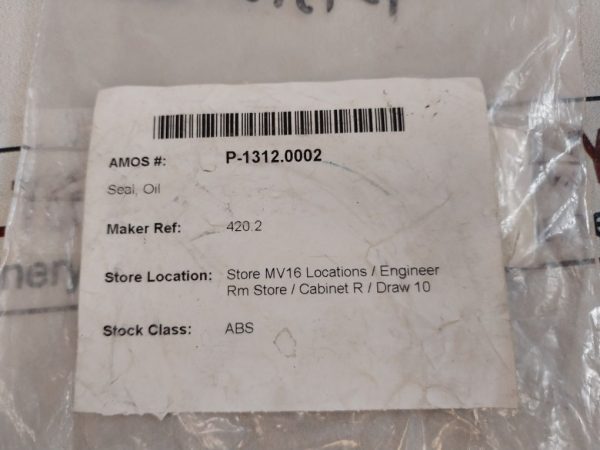 AMOS #: P-1312.0002
Seal, Oil
Maker Ref: 420.2
Store Location: Store MV16 Locations / Engineer
Rm Store / Cabinet R / Draw 10
Stock Class: ABS